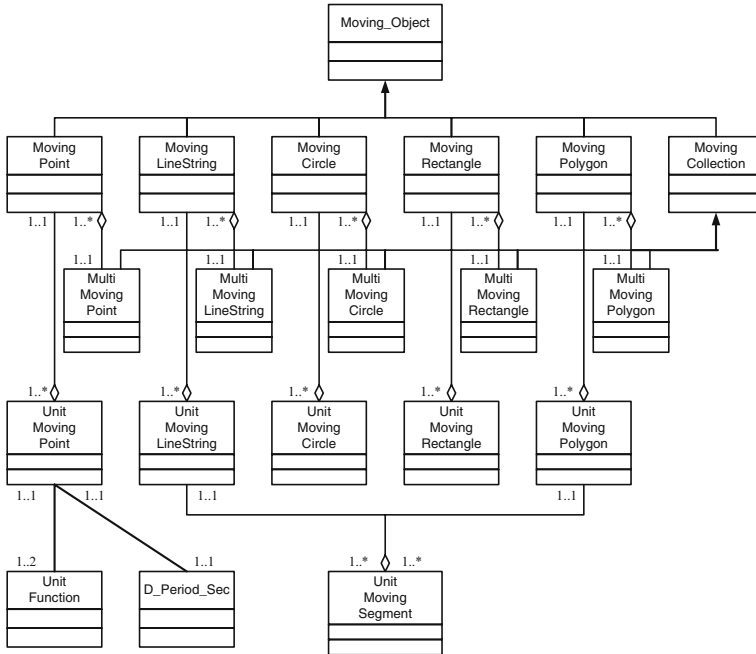 Moving_Object
Moving
Point
Moving
LineString
Moving
Circle
Moving
Rectangle
Moving
Polygon
Moving
Collection
1..1 1..* 1..1 1..* 1..1 1..* 1..1 1..* 1..1 1..*
1..1 1..1 1..1 1..1 1..1
Multi
Moving
Point
Multi
Moving
LineString
Multi
Moving
Circle
Multi
Moving
Rectangle
Multi
Moving
Polygon
1..* 1..* 1..* 1..* 1..*
Unit
Moving
Point
Unit
Moving
LineString
Unit
Moving
Circle
Unit
Moving
Rectangle
Unit
Moving
Polygon
1..1 1..1 1..1 1..1
1..2 1..1 1..* 1..*
Unit
Function
D_Period_Sec
Unit
Moving
Segment